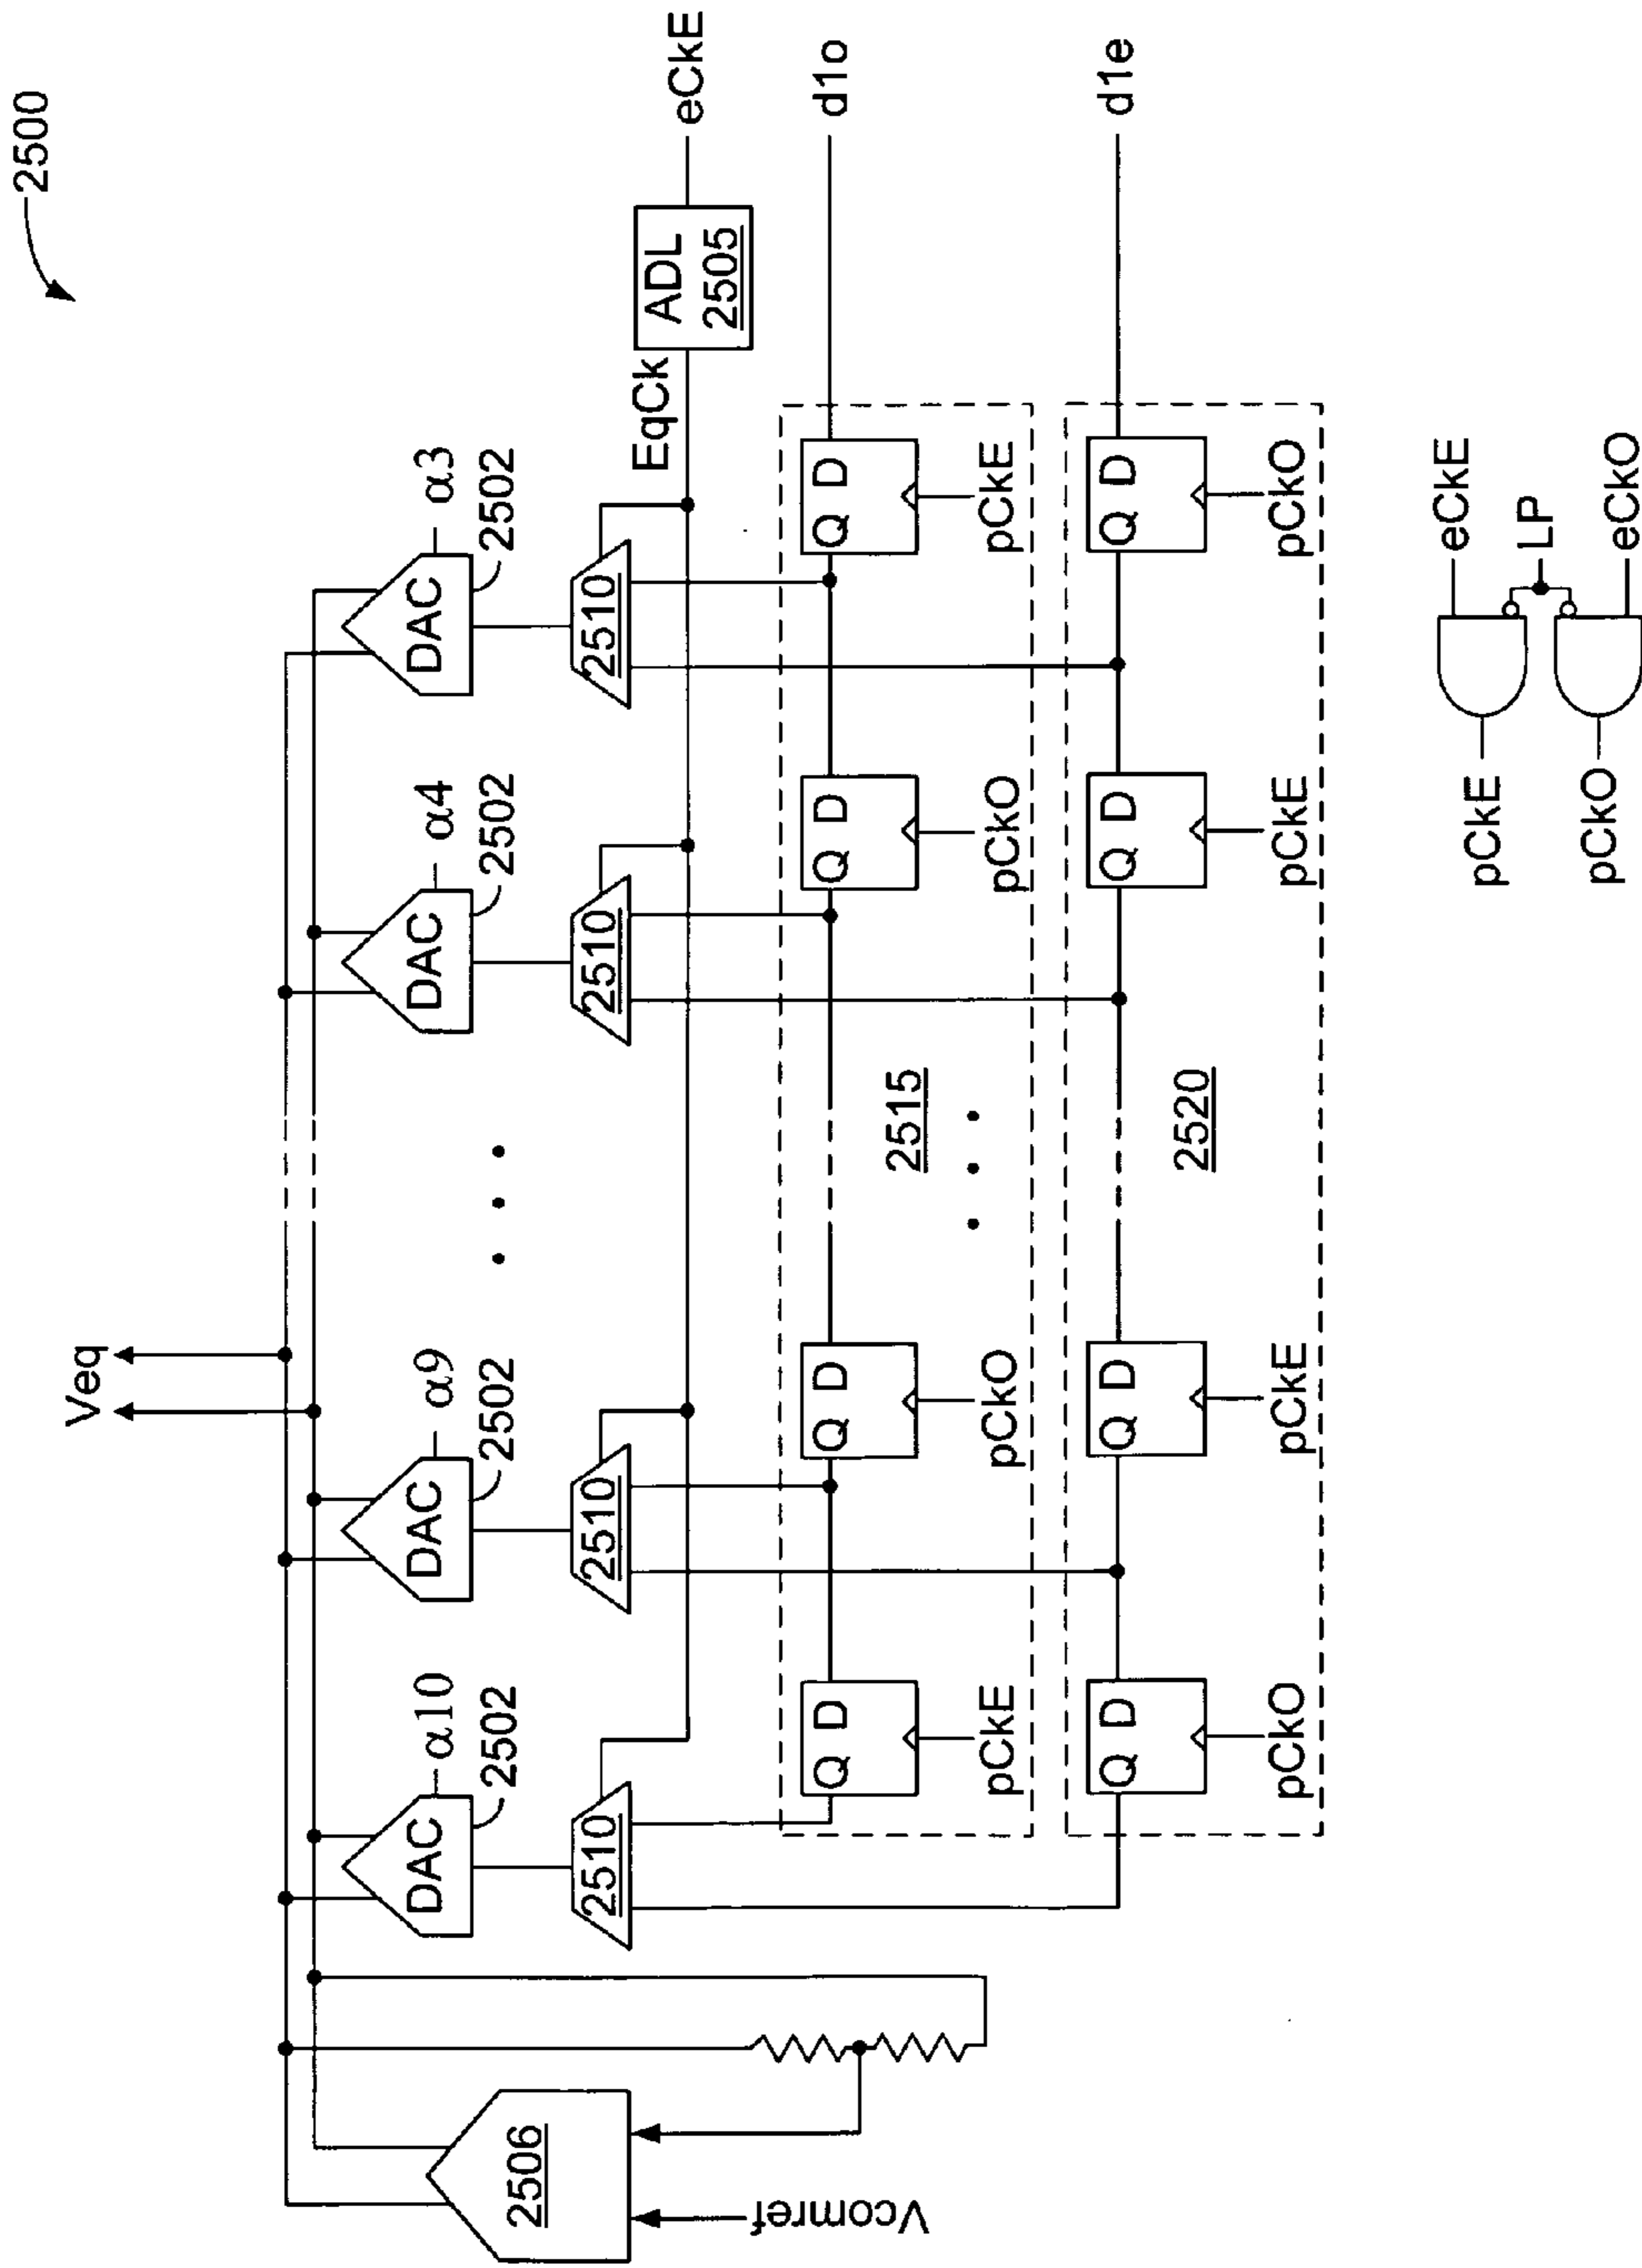 2500
Veq
α10
α9
α4
α3
DAC
DAC
DAC
DAC
2502
2502
2502
2502
2506
Vcomref
2510
2510
2510
2510
EqCk
ADL
2505
eCkE
Q D
Q D
Q D
Q D
d1o
pCkE
pCkO
2515
pCkO
pCkE
Q D
Q D
Q D
Q D
d1e
pCkO
pCkE
2520
pCkE
pCkO
pCkE
eCkE
LP
pCkO
eCkO